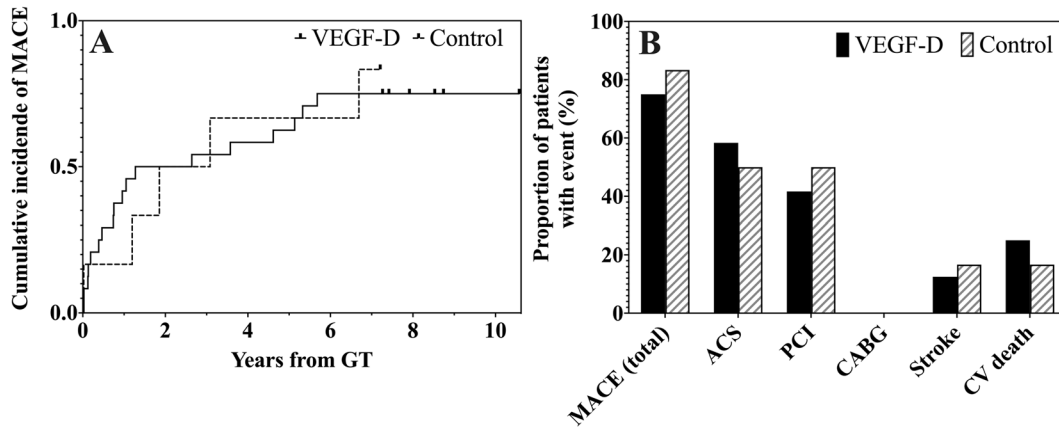 A
VEGF-D
Control
Cumulative incidende of MACE
1.0
0.5
0.0
0
2
4
6
8
10
Years from GT
B
VEGF-D
Control
Proportion of patients
with event (%)
100
80
60
40
20
0
MACE (total)
ACS
PCI
CABG
Stroke
CV death